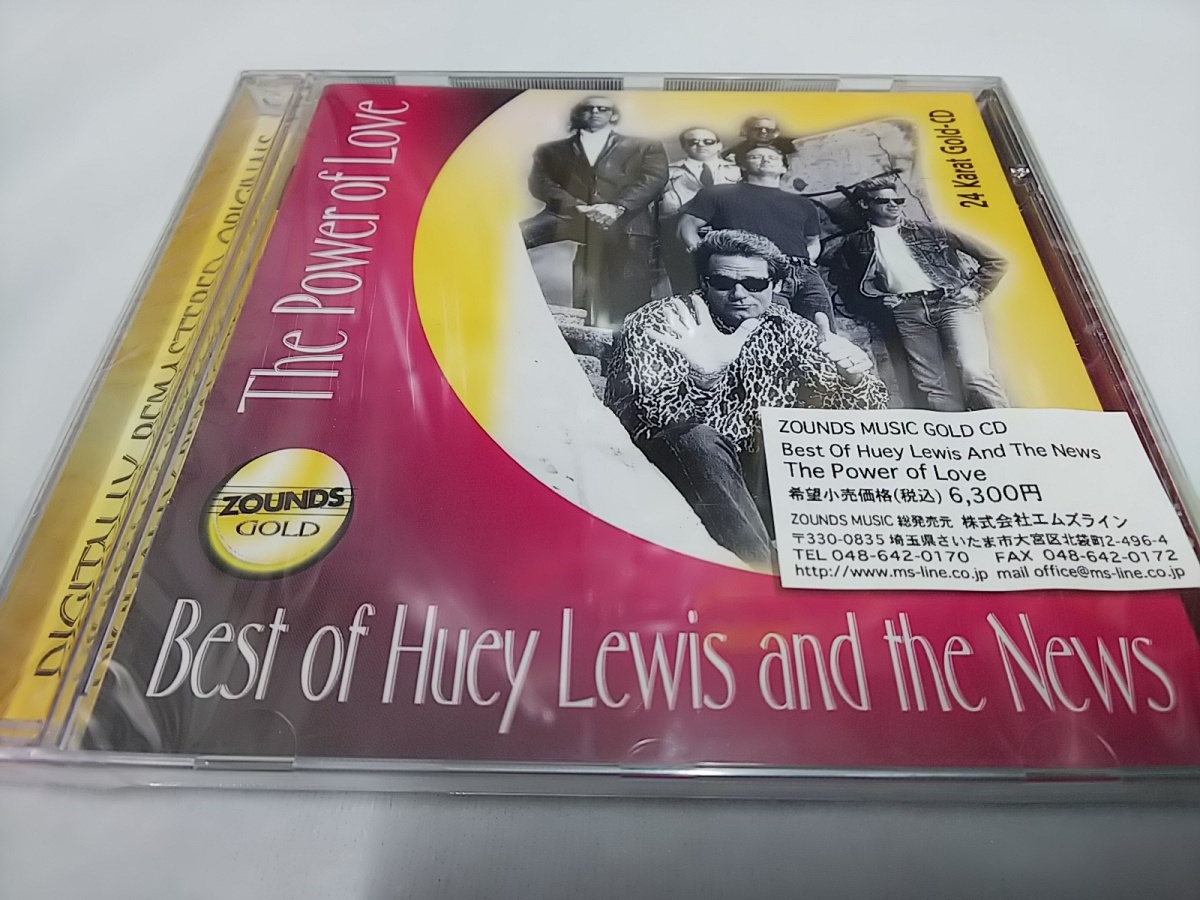 DIGITALLY REMASTERED ORIGINALS
The Power of Love
24 Karat Gold-CD
ZOUNDS
GOLD
Best of Huey Lewis and the News
ZOUNDS MUSIC GOLD CD
Best Of Huey Lewis And The News
The Power of Love
希望小売価格(税込) 6,300円
ZOUNDS MUSIC 総発売元 株式会社エムズライン
〒330-0835 埼玉県さいたま市大宮区北袋町2-496-4
TEL 048-642-0170 FAX 048-642-0172
http://www.ms-line.co.jp mail office@ms-line.co.jp